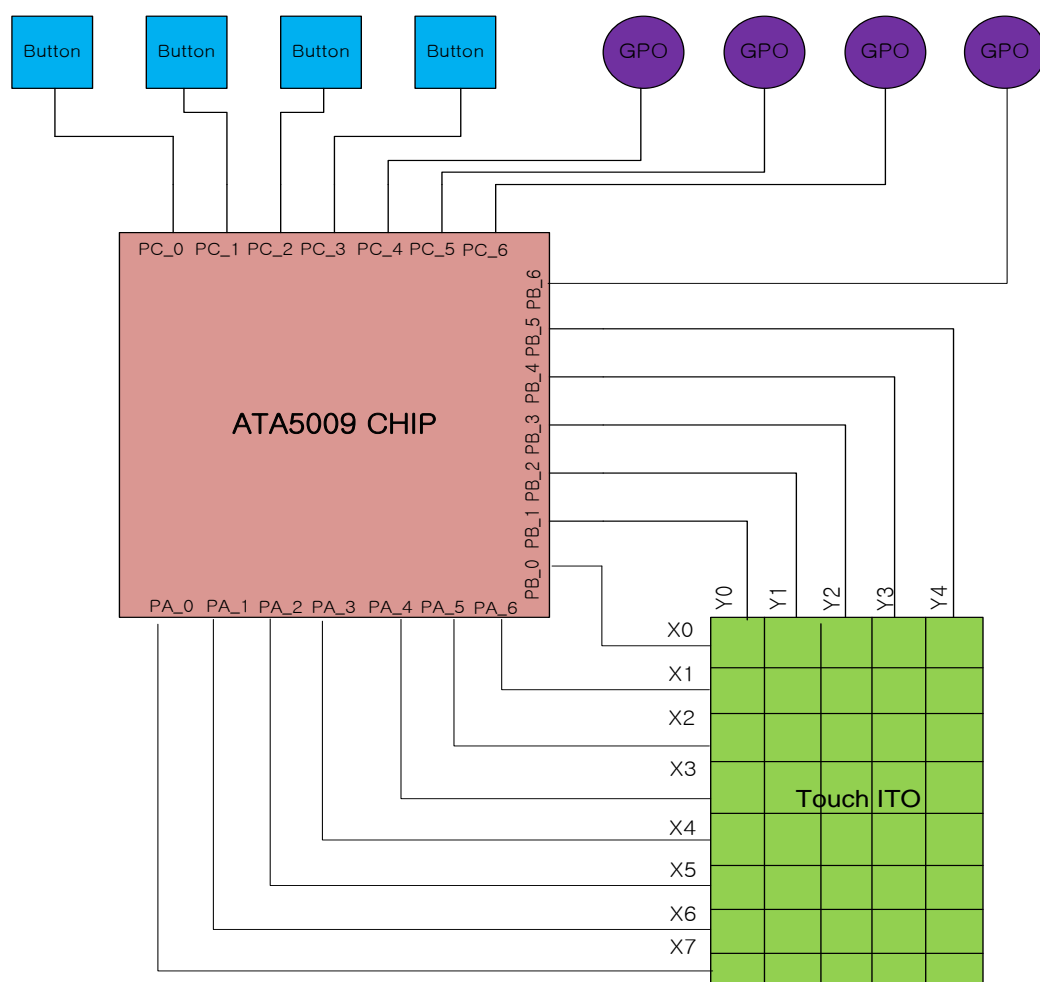 Button Button Button Button GPO GPO GPO GPO
PC_0 PC_1 PC_2 PC_3 PC_4 PC_5 PC_6
PB_6
PB_5
PB_4
PB_3
PB_2
PB_1
PB_0
ATA5009 CHIP
PA_0 PA_1 PA_2 PA_3 PA_4 PA_5 PA_6
Y0 Y1 Y2 Y3 Y4
X0
X1
X2
X3
X4
X5
X6
X7
Touch ITO